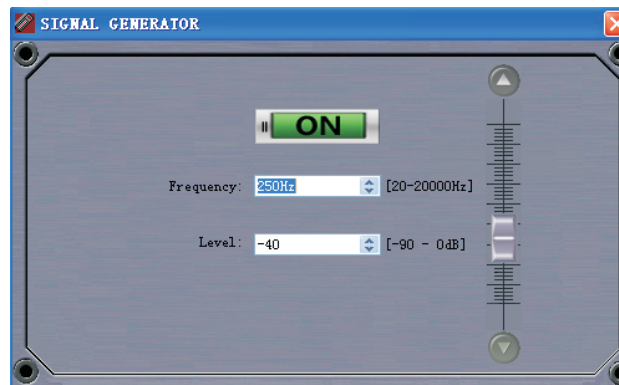 SIGNAL GENERATOR
ON
Frequency: 250Hz [20-20000Hz]
Level: -40 [-90 - 0dB]